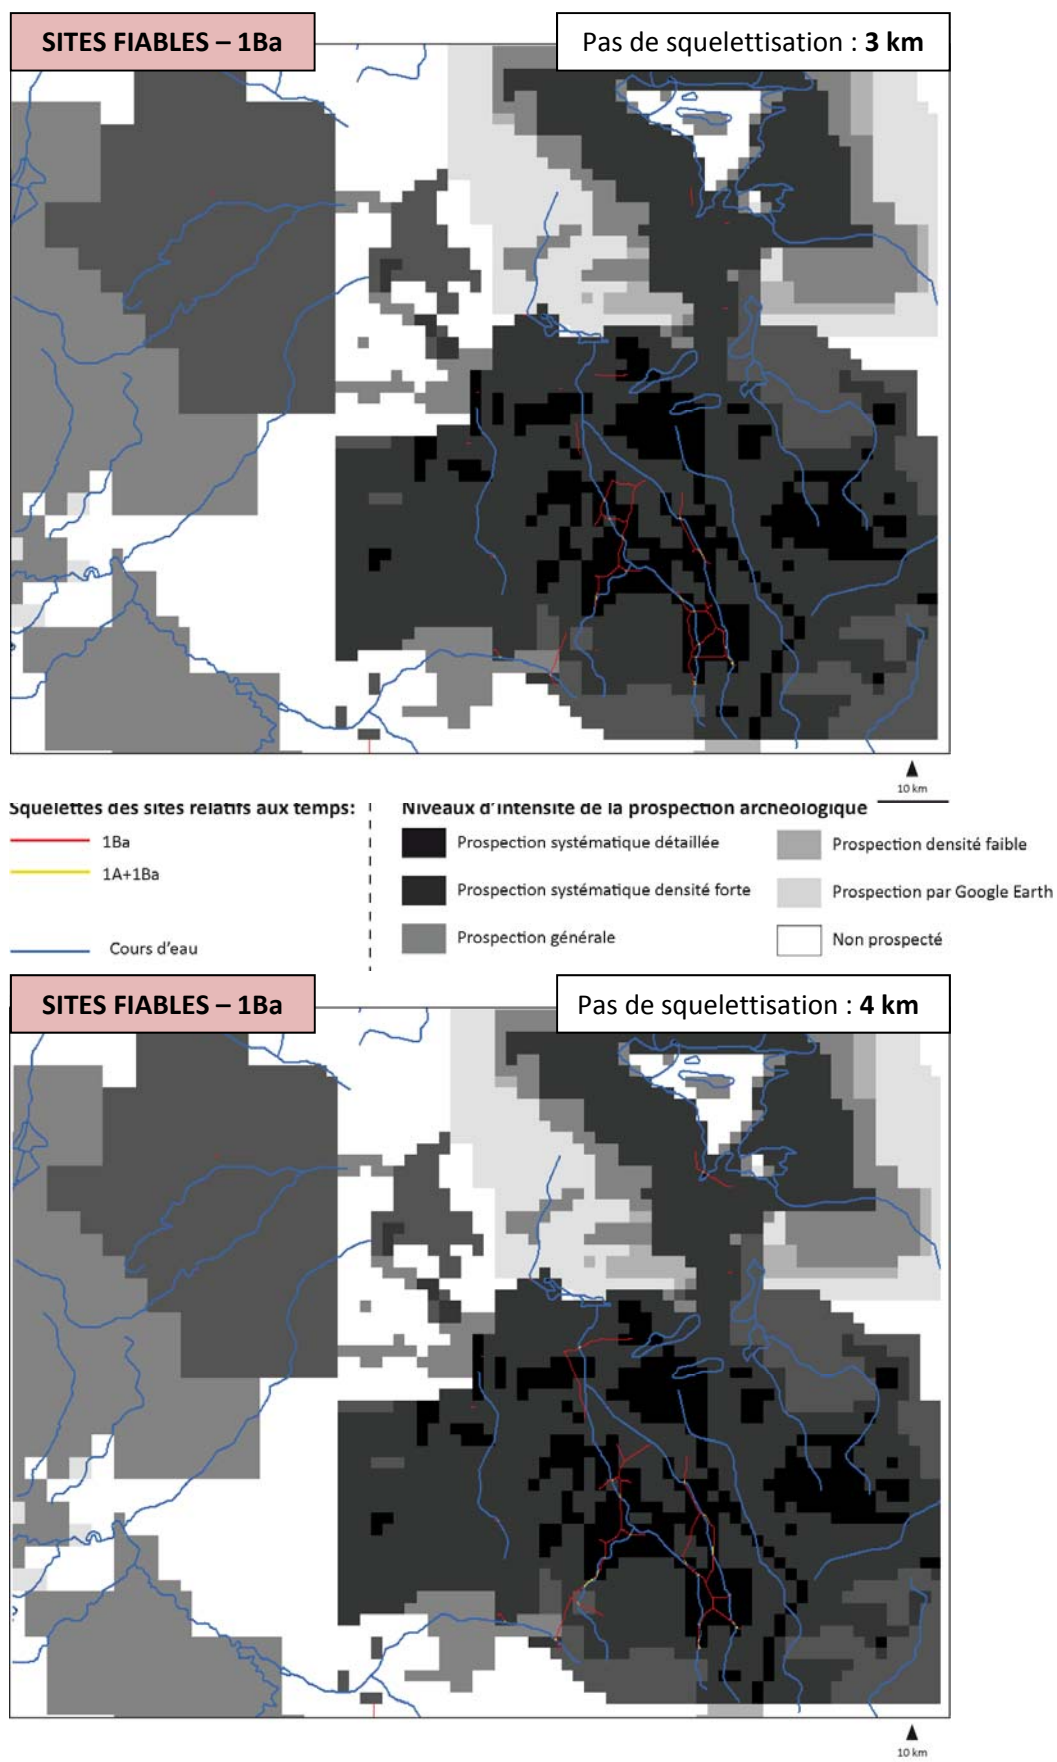 SITES FIABLES – 1Ba
Pas de squelettisation : 3 km
10 km
Squelettes des sites relatifs aux temps:
1Ba
1A+1Ba
Cours d'eau
Niveaux d'intensité de la prospection archéologique
Prospection systématique détaillée
Prospection systématique densité forte
Prospection générale
Prospection densité faible
Prospection par Google Earth
Non prospecté
SITES FIABLES – 1Ba
Pas de squelettisation : 4 km
10 km